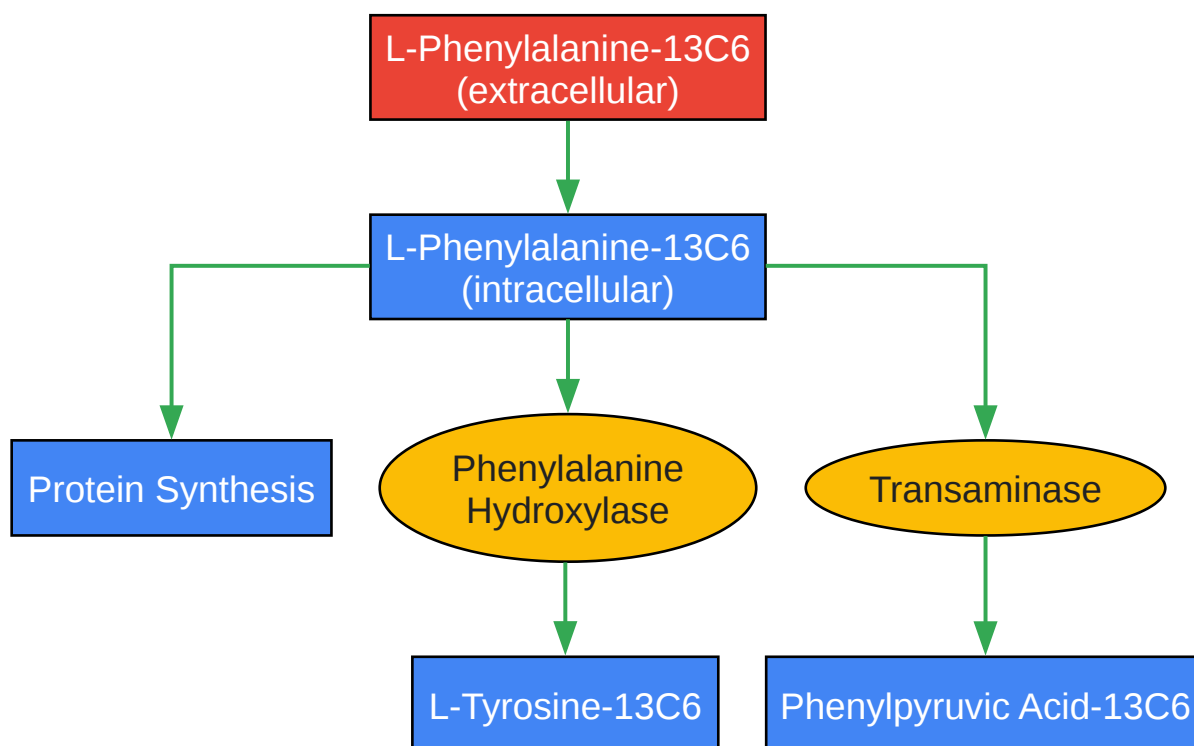 L-Phenylalanine-13C6
(extracellular)
L-Phenylalanine-13C6
(intracellular)
Protein Synthesis
Phenylalanine
Hydroxylase
Transaminase
L-Tyrosine-13C6
Phenylpyruvic Acid-13C6